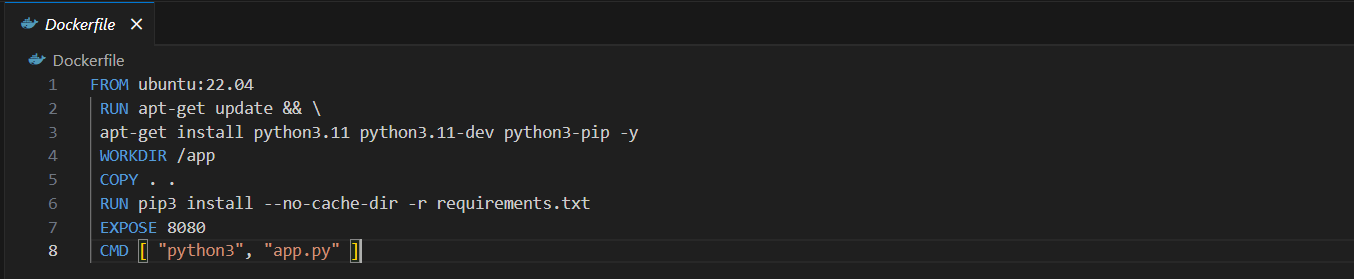 Dockerfile ×
Dockerfile
1 FROM ubuntu:22.04
2 RUN apt-get update && \
3 apt-get install python3.11 python3.11-dev python3-pip -y
4 WORKDIR /app
5 COPY . .
6 RUN pip3 install --no-cache-dir -r requirements.txt
7 EXPOSE 8080
8 CMD [ "python3", "app.py" ]